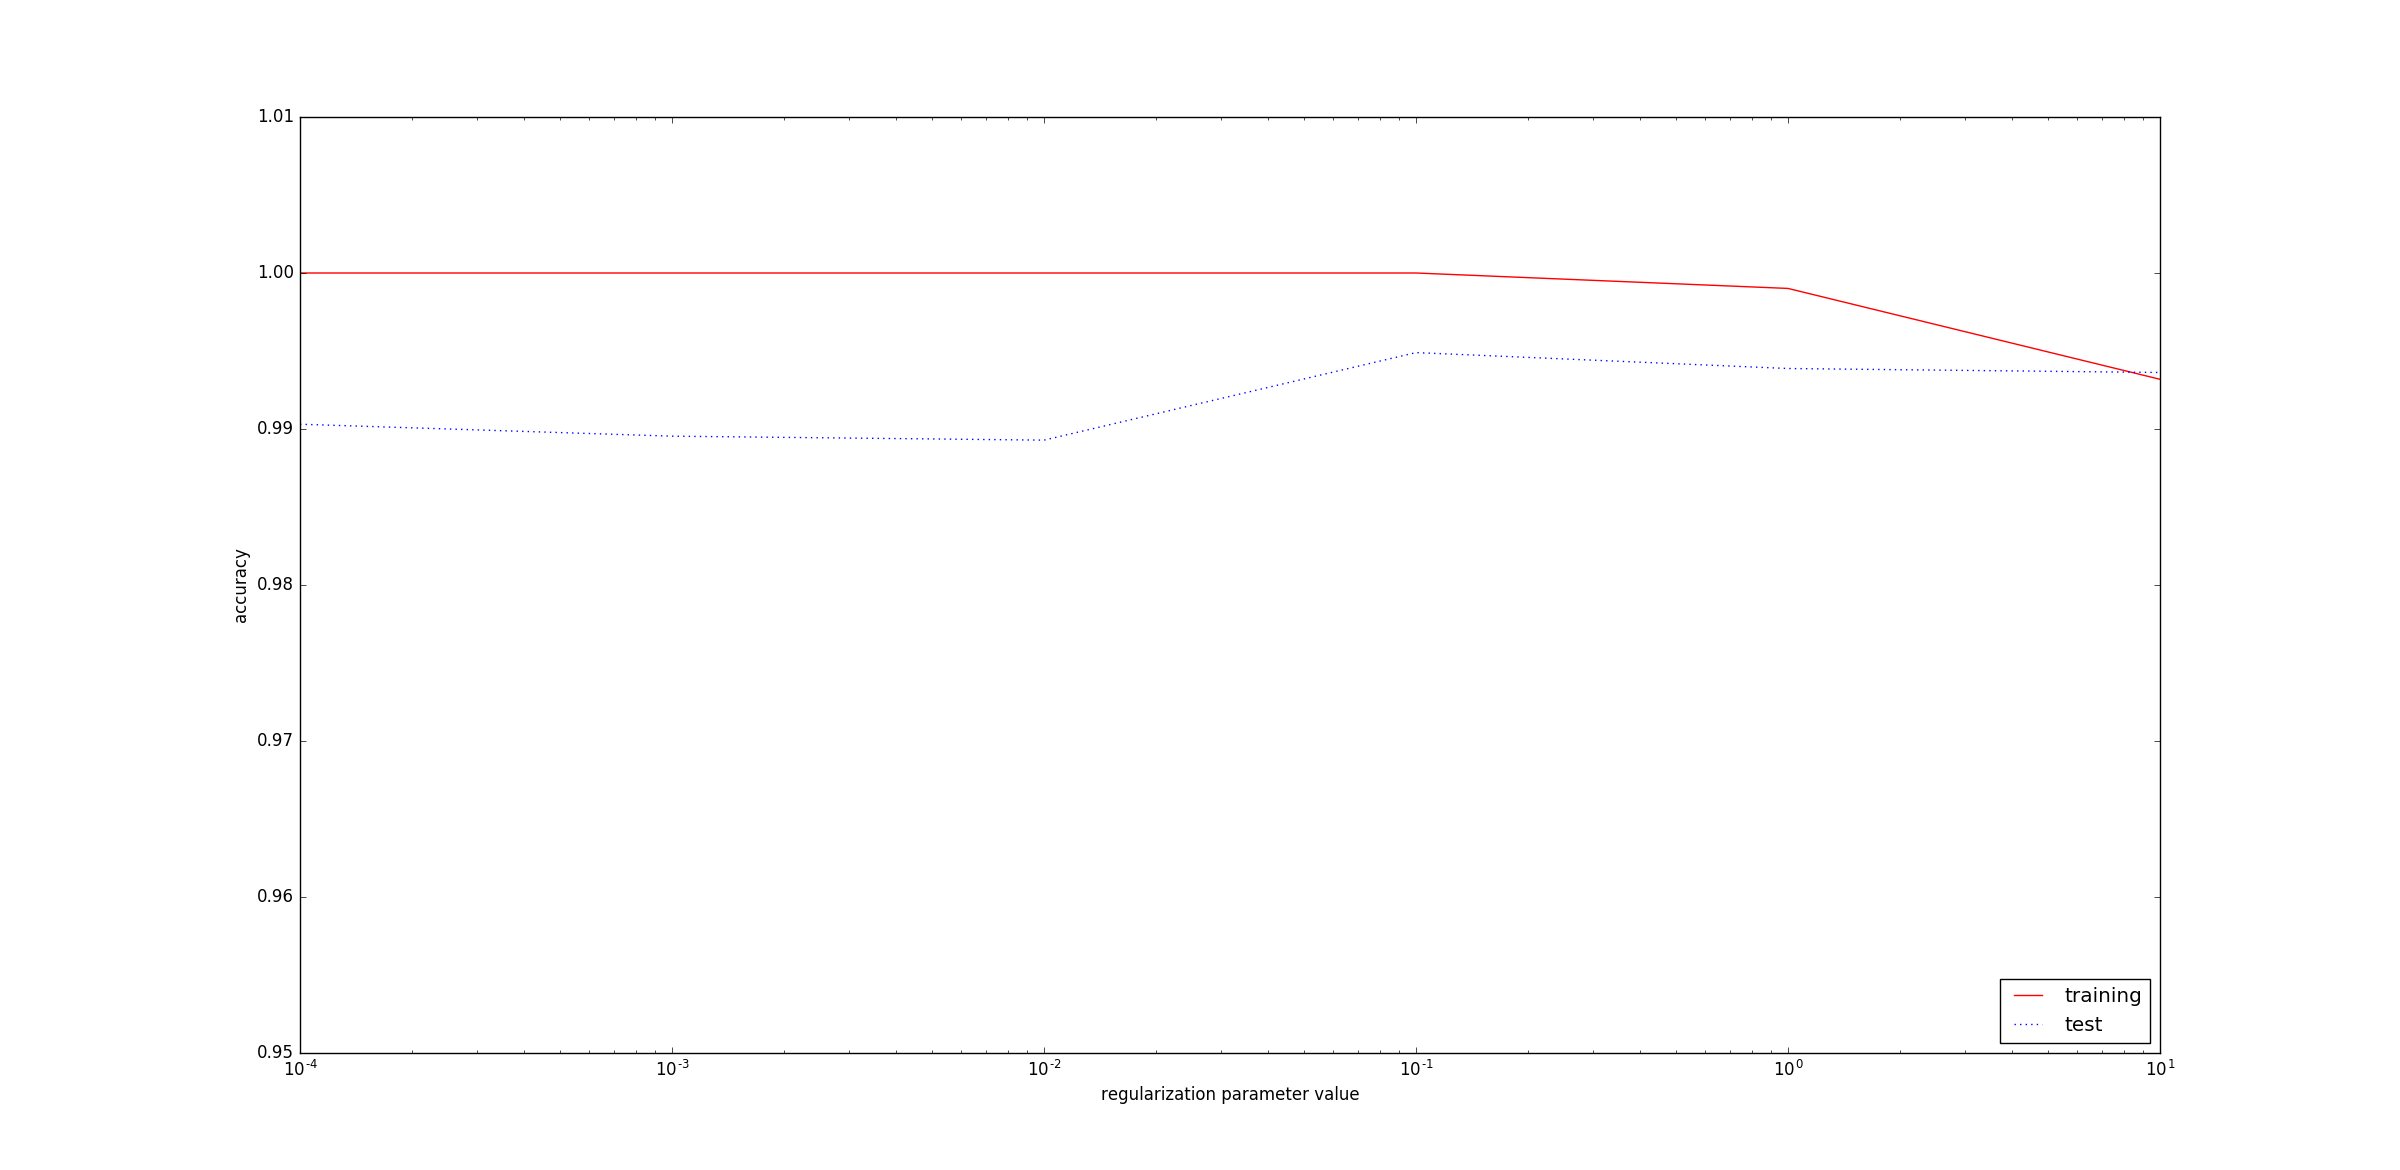 1.01
1.00
0.99
0.98
0.97
0.96
0.95
accuracy
10^-4 10^-3 10^-2 10^-1 10^0 10^1
regularization parameter value
training
test